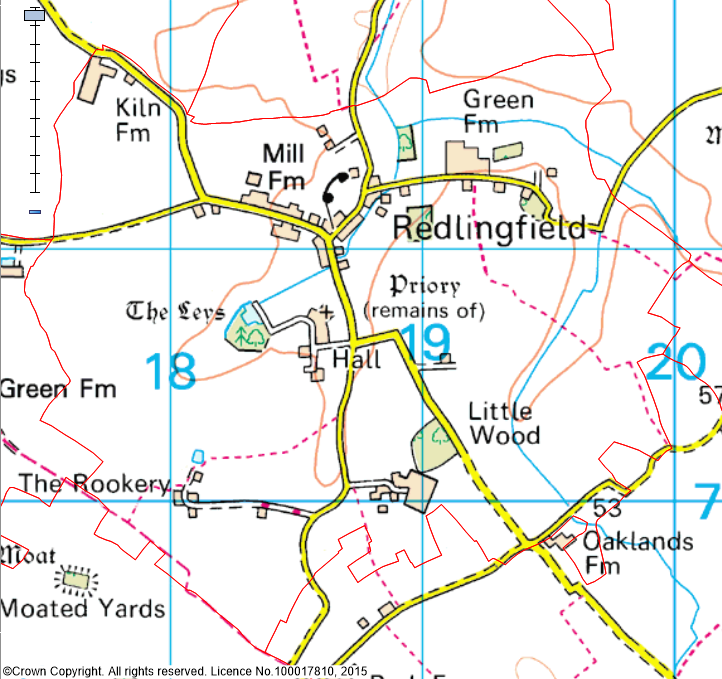 gs
Kiln
Fm
Green
Fm
Mill
Fm
Redlingfield
The Leys
Priory
(remains of)
18
19
20
Hall
Green Fm
57
Little
Wood
The Rookery
53
7
Moat
Oaklands
Fm
Moated Yards
©Crown Copyright. All rights reserved. Licence No.100017810, 2015